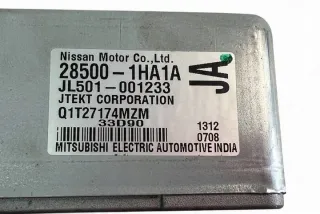 Nissan Motor Co.,Ltd.
28500-1HA1A
JL501-001233
JTEKT CORPORATION
Q1T27174MZM
33D90
JA
1312
0708
MITSUBISHI ELECTRIC AUTOMOTIVE INDIA